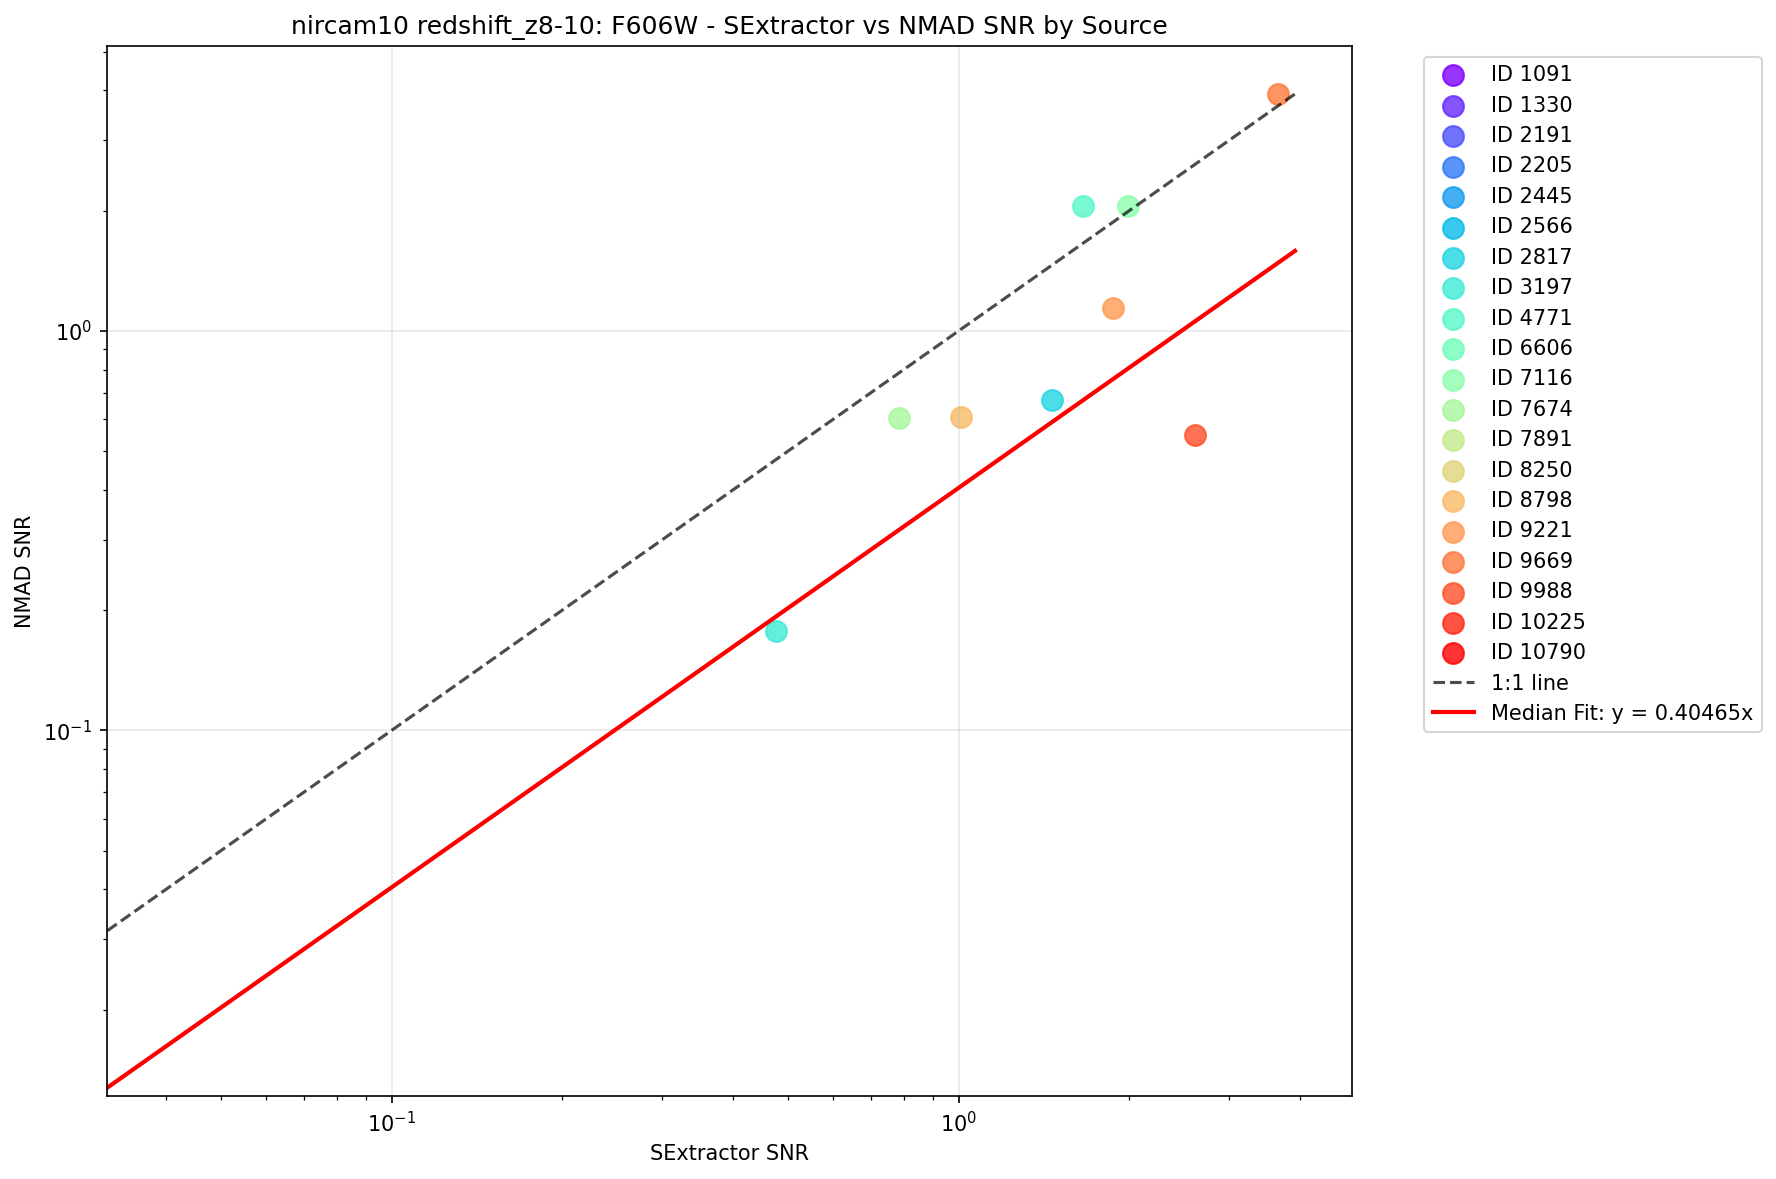 nircam10 redshift_z8-10: F606W - SExtractor vs NMAD SNR by Source
NMAD SNR
10⁰
10⁻¹
10⁻¹
10⁰
SExtractor SNR
ID 1091
ID 1330
ID 2191
ID 2205
ID 2445
ID 2566
ID 2817
ID 3197
ID 4771
ID 6606
ID 7116
ID 7674
ID 7891
ID 8250
ID 8798
ID 9221
ID 9669
ID 9988
ID 10225
ID 10790
1:1 line
Median Fit: y = 0.40465x